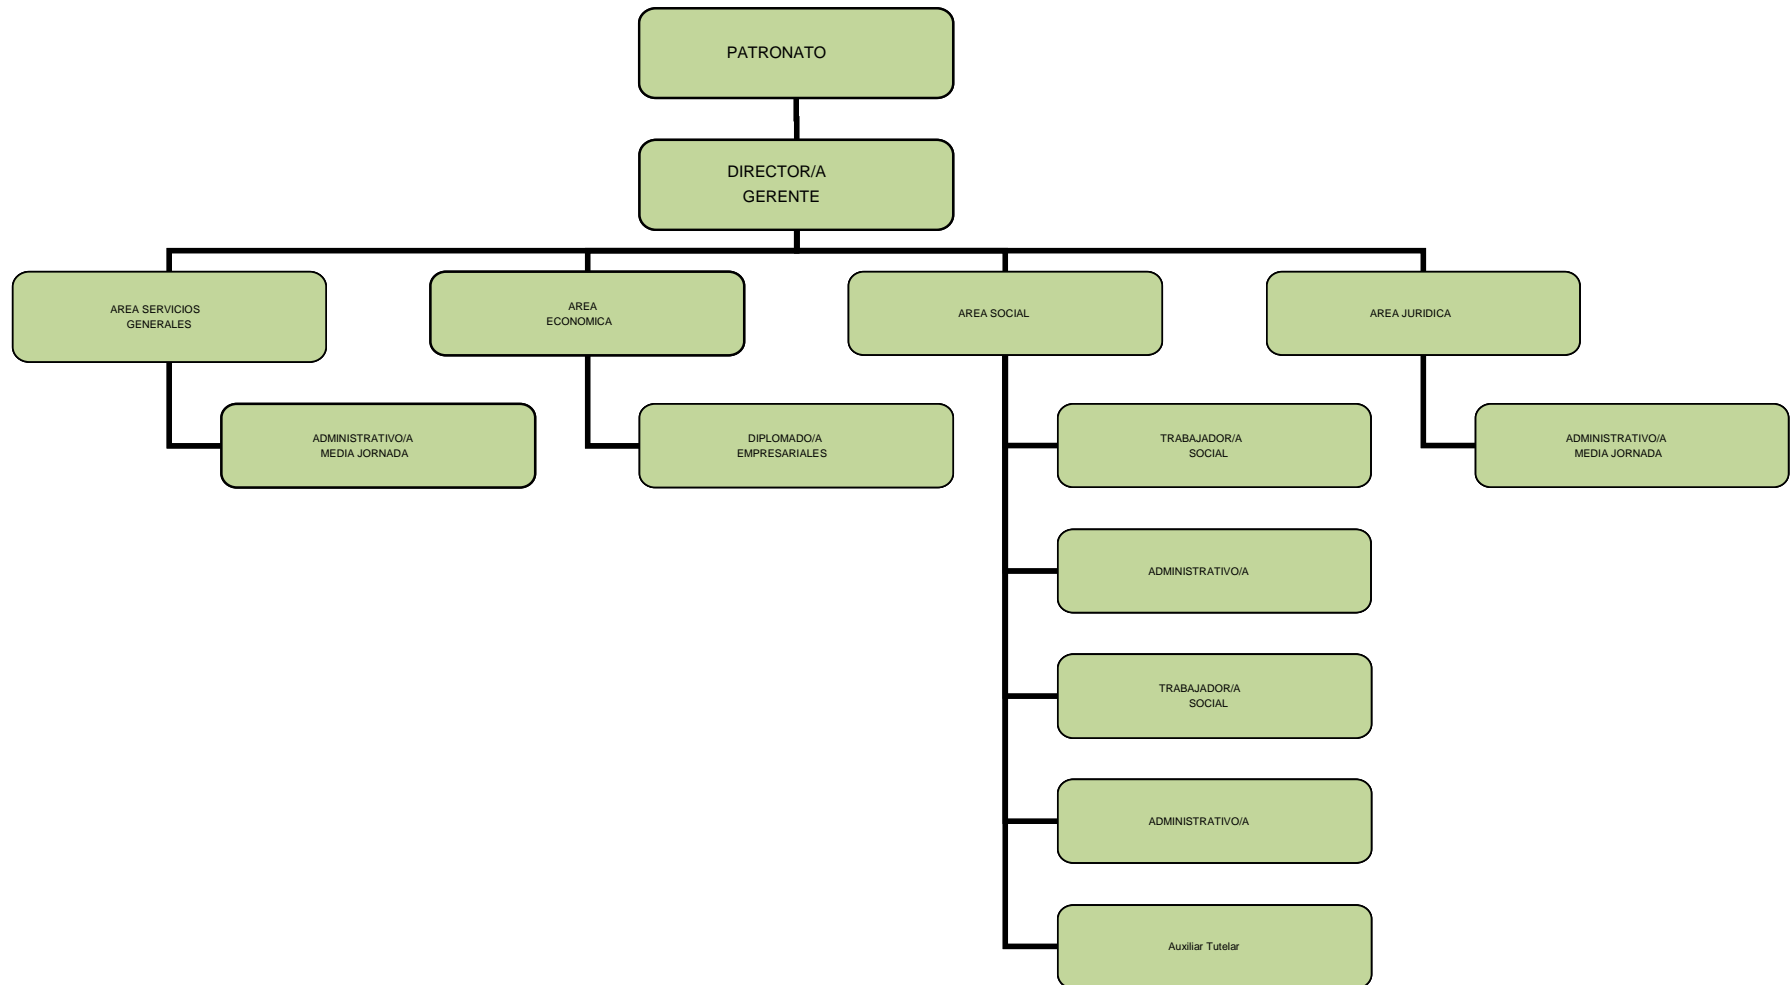 PATRONATO
DIRECTOR/A
GERENTE
AREA SERVICIOS
GENERALES
AREA
ECONOMICA
AREA SOCIAL
AREA JURIDICA
ADMINISTRATIVO/A
MEDIA JORNADA
DIPLOMADO/A
EMPRESARIALES
TRABAJADOR/A
SOCIAL
ADMINISTRATIVO/A
MEDIA JORNADA
ADMINISTRATIVO/A
TRABAJADOR/A
SOCIAL
ADMINISTRATIVO/A
Auxiliar Tutelar